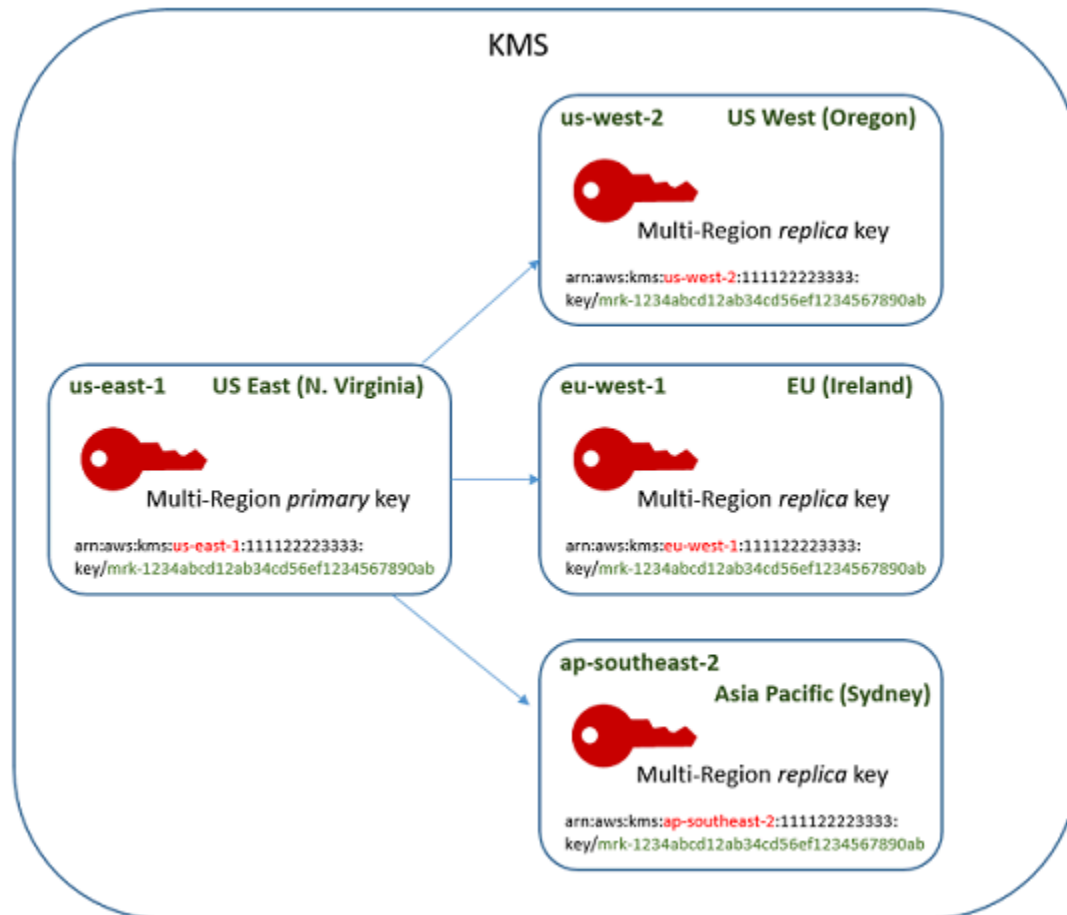 KMS
us-west-2 US West (Oregon)
Multi-Region replica key
arn:aws:kms:us-west-2:111122223333:
key/mrk-1234abcd12ab34cd56ef1234567890ab
us-east-1 US East (N. Virginia)
Multi-Region primary key
arn:aws:kms:us-east-1:111122223333:
key/mrk-1234abcd12ab34cd56ef1234567890ab
eu-west-1 EU (Ireland)
Multi-Region replica key
arn:aws:kms:eu-west-1:111122223333:
key/mrk-1234abcd12ab34cd56ef1234567890ab
ap-southeast-2
Asia Pacific (Sydney)
Multi-Region replica key
arn:aws:kms:ap-southeast-2:111122223333:
key/mrk-1234abcd12ab34cd56ef1234567890ab